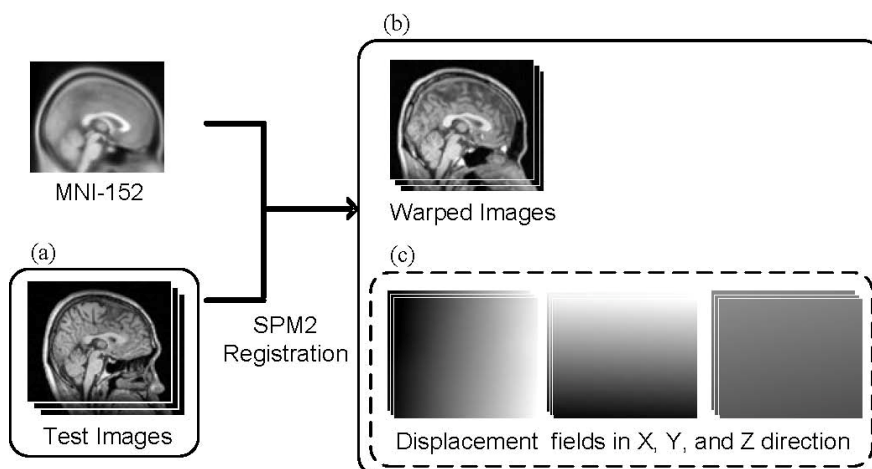 (b)
MNI-152
Warped Images
(a)
(c)
SPM2
Registration
Test Images
Displacement fields in X, Y, and Z direction